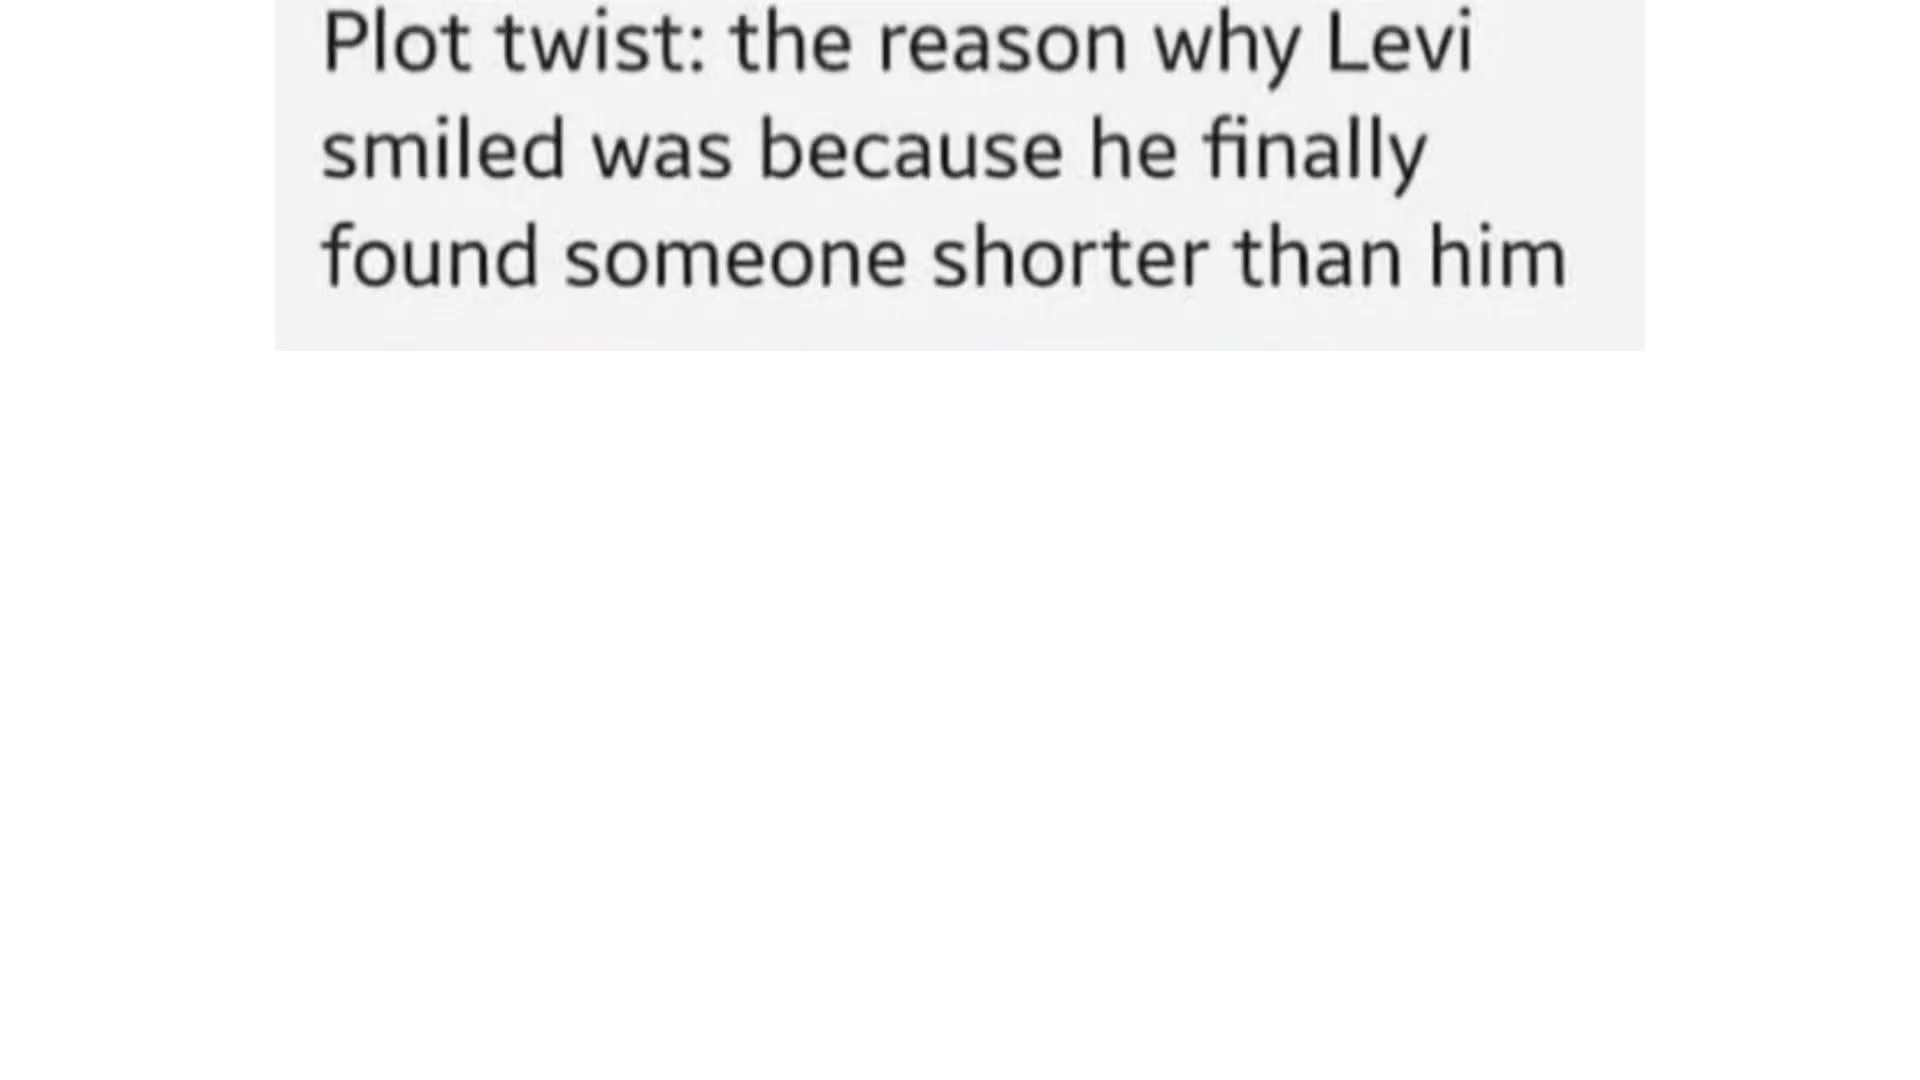 Plot twist: the reason why Levi
smiled was because he finally
found someone shorter than him